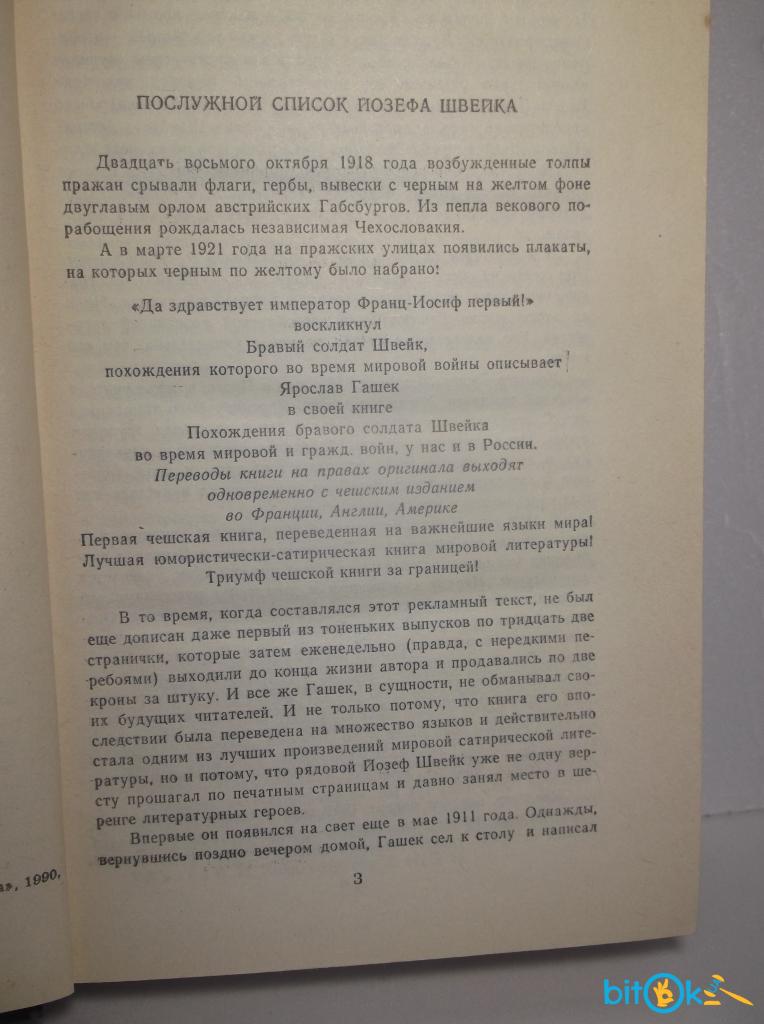 ПОСЛУЖНОЙ СПИСОК ЙОЗЕФА ШВЕЙКА
Двадцать восьмого октября 1918 года возбужденные толпы
пражан срывали флаги, гербы, вывески с черным на желтом фоне
двуглавым орлом австрийских Габсбургов. Из пепла векового по-
рабощения рождалась независимая Чехословакия.
А в марте 1921 года на пражских улицах появились плакаты,
на которых черным по желтому было набрано:
«Да здравствует император Франц-Иосиф первый!»
воскликнул
Бравый солдат Швейк,
похождения которого во время мировой войны описывает
Ярослав Гашек
в своей книге
Похождения бравого солдата Швейка
во время мировой и гражд. войн, у нас и в России.
Переводы книги на правах оригинала выходят
одновременно с чешским изданием
во Франции, Англии, Америке
Первая чешская книга, переведенная на важнейшие языки мира!
Лучшая юмористически-сатирическая книга мировой литературы!
Триумф чешской книги за границей!
В то время, когда составлялся этот рекламный текст, не был
еще дописан даже первый из тоненьких выпусков по тридцать две
странички, которые затем еженедельно (правда, с нередкими пе-
ребоями) выходили до конца жизни автора и продавались по две
кроны за штуку. И все же Гашек, в сущности, не обманывал сво-
их будущих читателей. И не только потому, что книга его впо-
следствии была переведена на множество языков и действительно
стала одним из лучших произведений мировой сатирической лите-
ратуры, но и потому, что рядовой Йозеф Швейк уже не одну вер-
сту прошагал по печатным страницам и давно занял место в ше-
ренге литературных героев.
Впервые он появился на свет еще в мае 1911 года. Однажды,
вернувшись поздно вечером домой, Гашек сел к столу и написал
3
а», 1990,
bitok